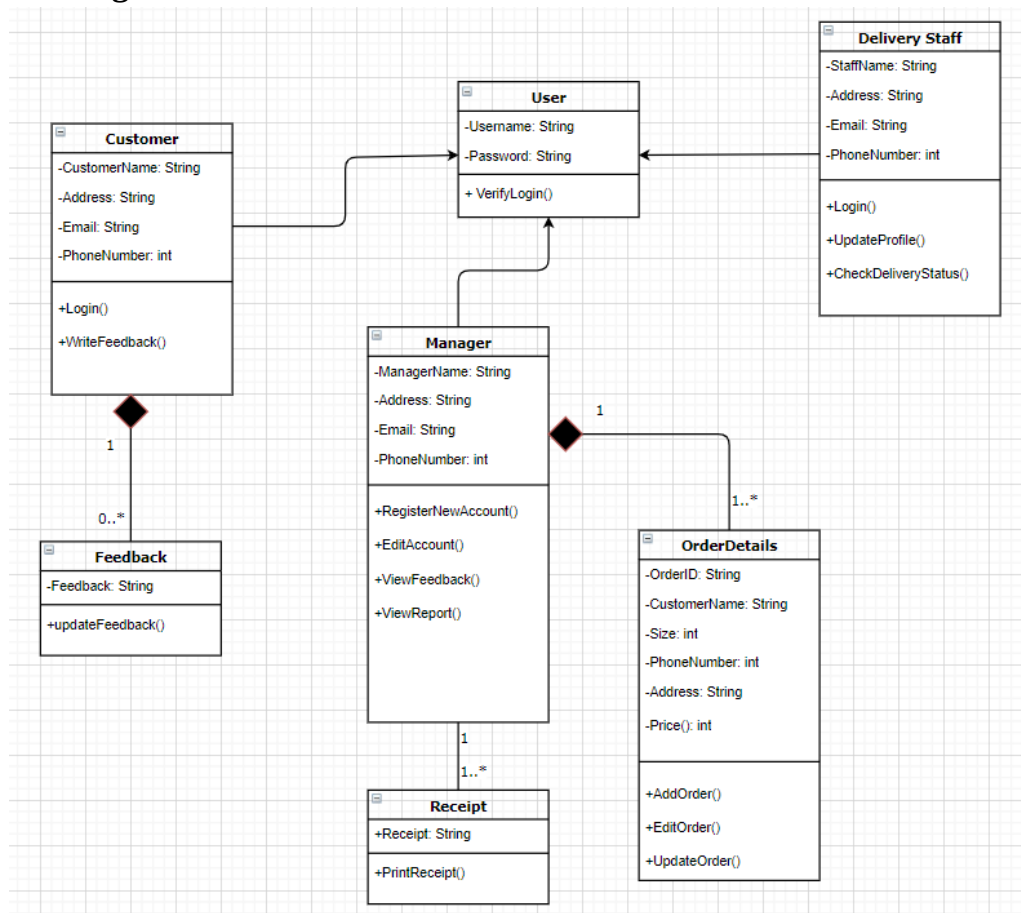 Delivery Staff
-StaffName: String
-Address: String
-Email: String
-PhoneNumber: int
+Login()
+UpdateProfile()
+CheckDeliveryStatus()
User
-Username: String
-Password: String
+ VerifyLogin()
Customer
-CustomerName: String
-Address: String
-Email: String
-PhoneNumber: int
+Login()
+WriteFeedback()
1
0..*
Feedback
-Feedback: String
+updateFeedback()
Manager
-ManagerName: String
-Address: String
-Email: String
-PhoneNumber: int
+RegisterNewAccount()
+EditAccount()
+ViewFeedback()
+ViewReport()
1
1..*
OrderDetails
-OrderID: String
-CustomerName: String
-Size: int
-PhoneNumber: int
-Address: String
-Price(): int
+AddOrder()
+EditOrder()
+UpdateOrder()
1
1..*
Receipt
+Receipt: String
+PrintReceipt()